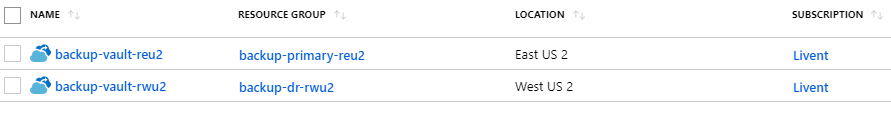 NAME RESOURCE GROUP LOCATION SUBSCRIPTION
backup-vault-reu2 backup-primary-reu2 East US 2 Livent
backup-vault-rwu2 backup-dr-rwu2 West US 2 Livent